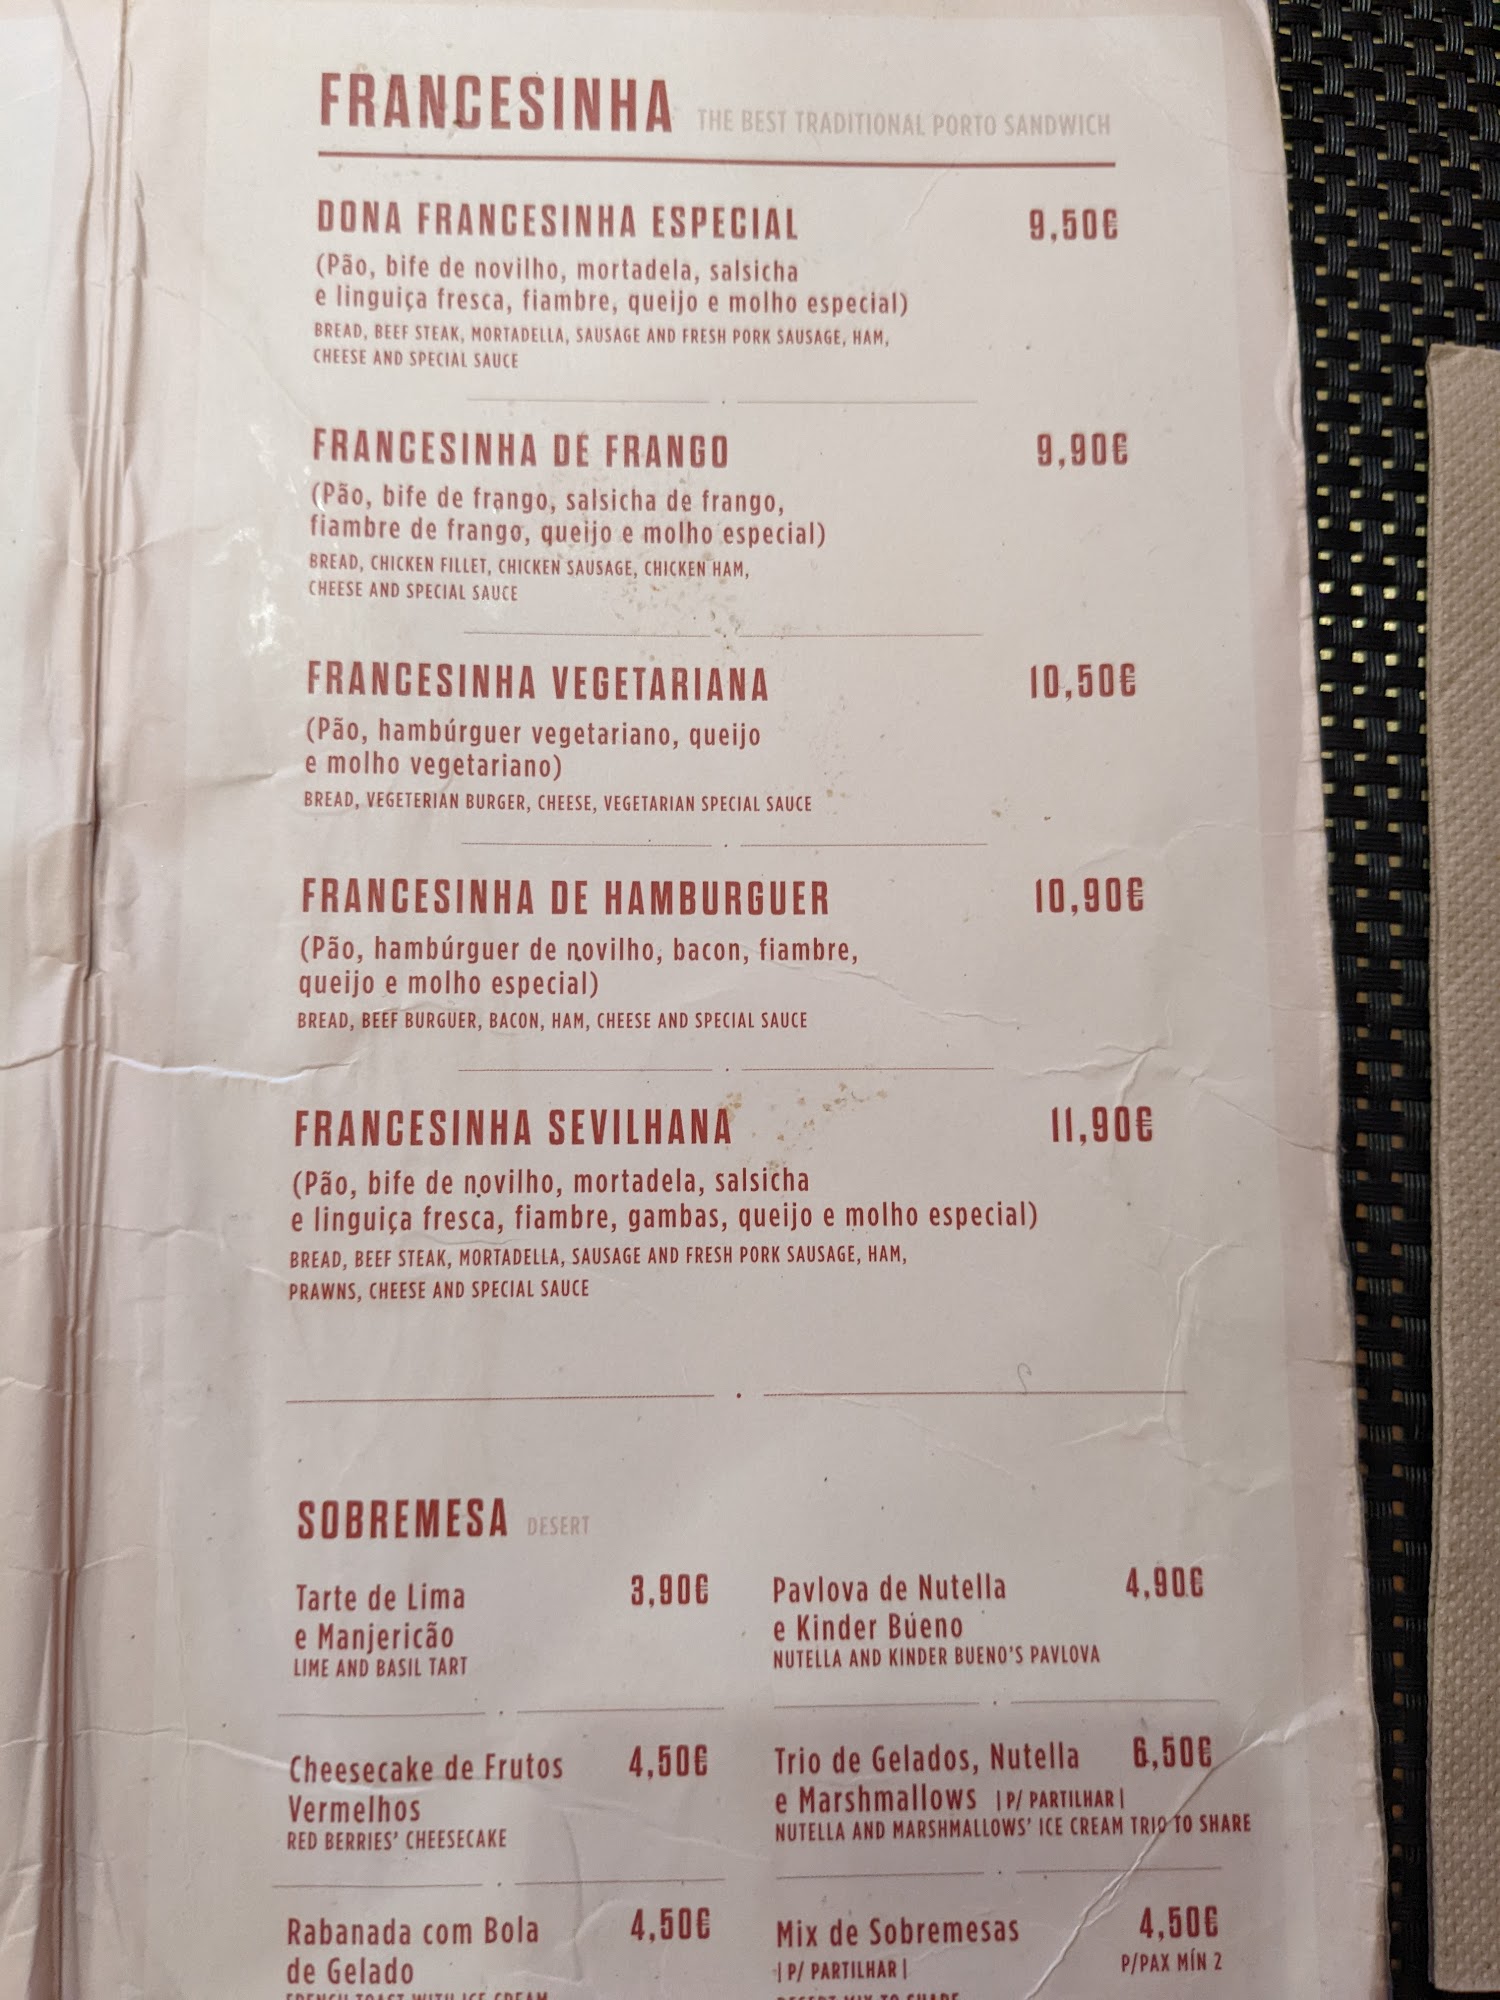 FRANCESINHA THE BEST TRADITIONAL PORTO SANDWICH
DONA FRANCESINHA ESPECIAL 9,50€
(Pão, bife de novilho, mortadela, salsicha
e linguiça fresca, fiambre, queijo e molho especial)
BREAD, BEEF STEAK, MORTADELLA, SAUSAGE AND FRESH PORK SAUSAGE, HAM,
CHEESE AND SPECIAL SAUCE
FRANCESINHA DE FRANGO 9,90€
(Pão, bife de frango, salsicha de frango,
fiambre de frango, queijo e molho especial)
BREAD, CHICKEN FILLET, CHICKEN SAUSAGE, CHICKEN HAM,
CHEESE AND SPECIAL SAUCE
FRANCESINHA VEGETARIANA 10,50€
(Pão, hambúrguer vegetariano, queijo
e molho vegetariano)
BREAD, VEGETERIAN BURGER, CHEESE, VEGETARIAN SPECIAL SAUCE
FRANCESINHA DE HAMBURGUER 10,90€
(Pão, hambúrguer de novilho, bacon, fiambre,
queijo e molho especial)
BREAD, BEEF BURGUER, BACON, HAM, CHEESE AND SPECIAL SAUCE
FRANCESINHA SEVILHANA 11,90€
(Pão, bife de novilho, mortadela, salsicha
e linguiça fresca, fiambre, gambas, queijo e molho especial)
BREAD, BEEF STEAK, MORTADELLA, SAUSAGE AND FRESH PORK SAUSAGE, HAM,
PRAWNS, CHEESE AND SPECIAL SAUCE
SOBREMESA DESERT
Tarte de Lima 3,90€
e Manjericão
LIME AND BASIL TART
Pavlova de Nutella 4,90€
e Kinder Bueno
NUTELLA AND KINDER BUENO'S PAVLOVA
Cheesecake de Frutos 4,50€
Vermelhos
RED BERRIES' CHEESECAKE
Trio de Gelados, Nutella 6,50€
e Marshmallows |P/ PARTILHAR|
NUTELLA AND MARSHMALLOWS' ICE CREAM TRIO TO SHARE
Rabanada com Bola 4,50€
de Gelado
FRENCH TOAST WITH ICE CREAM
Mix de Sobremesas 4,50€
|P/ PARTILHAR| P/PAX MÍN 2
DESERT MIX TO SHARE